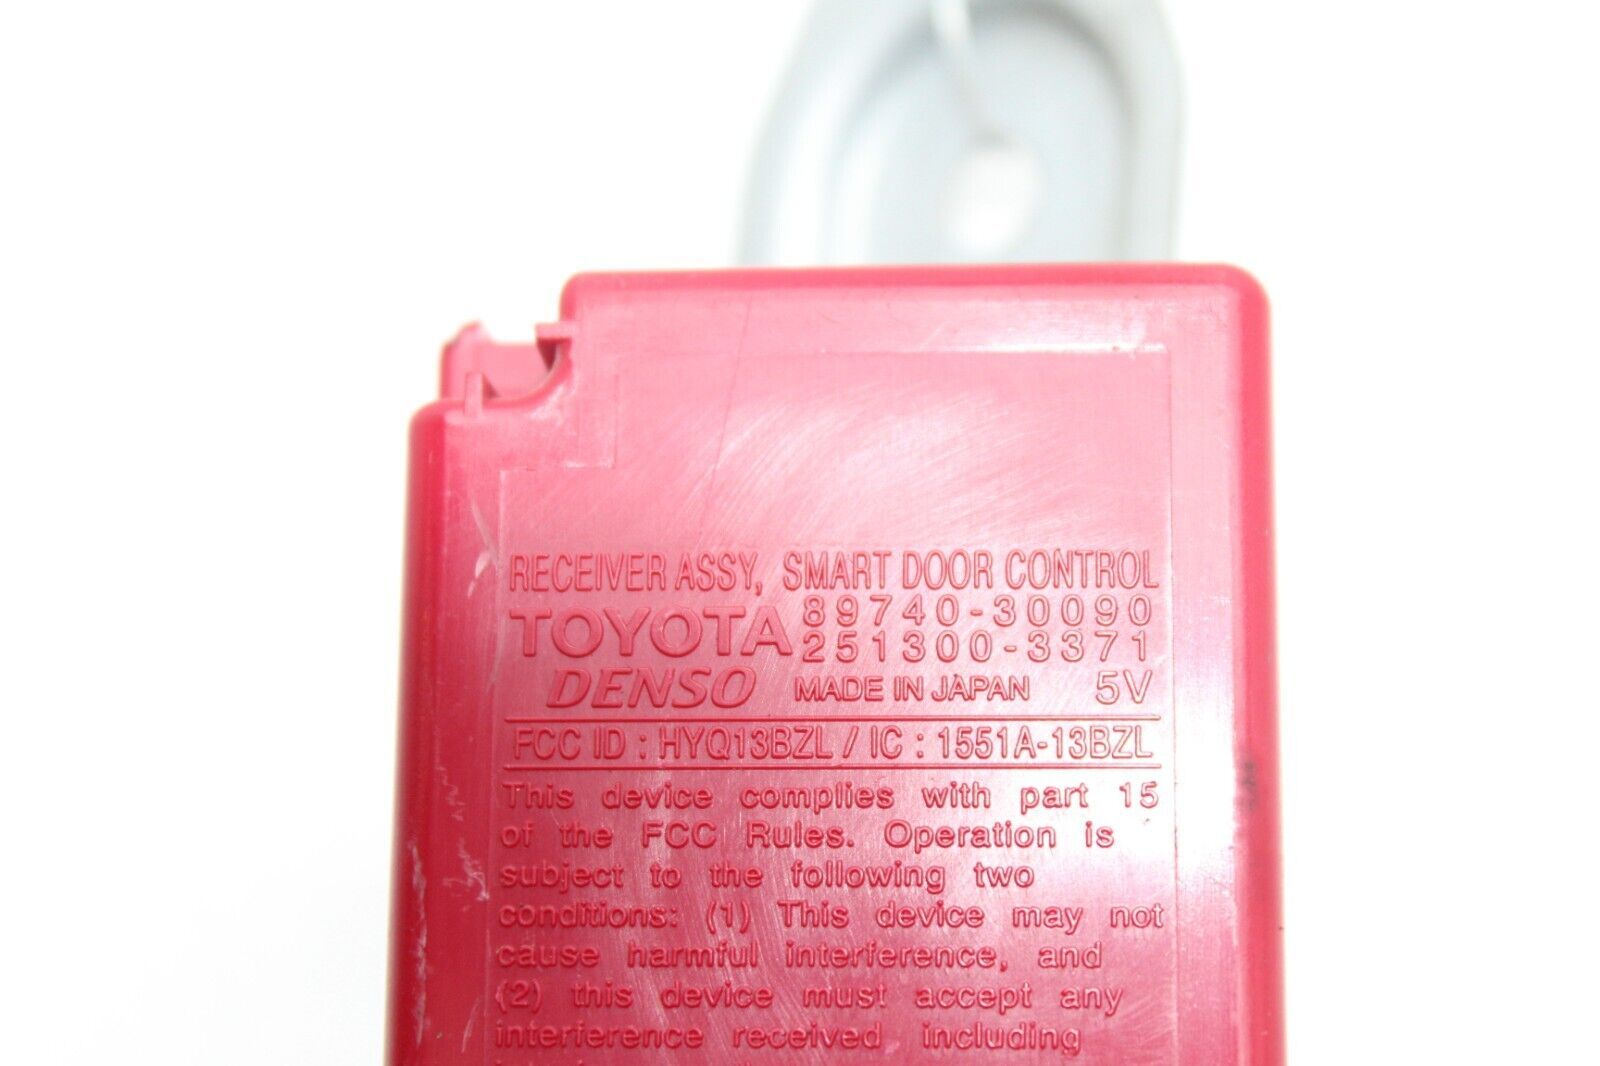 RECEIVER ASSY, SMART DOOR CONTROL
TOYOTA 89740-30090
251300-3371
DENSO MADE IN JAPAN 5V
FCC ID : HYQ13BZL / IC : 1551A-13BZL
This device complies with part 15
of the FCC Rules. Operation is
subject to the following two
conditions: (1) This device may not
cause harmful interference, and
(2) this device must accept any
interference received including